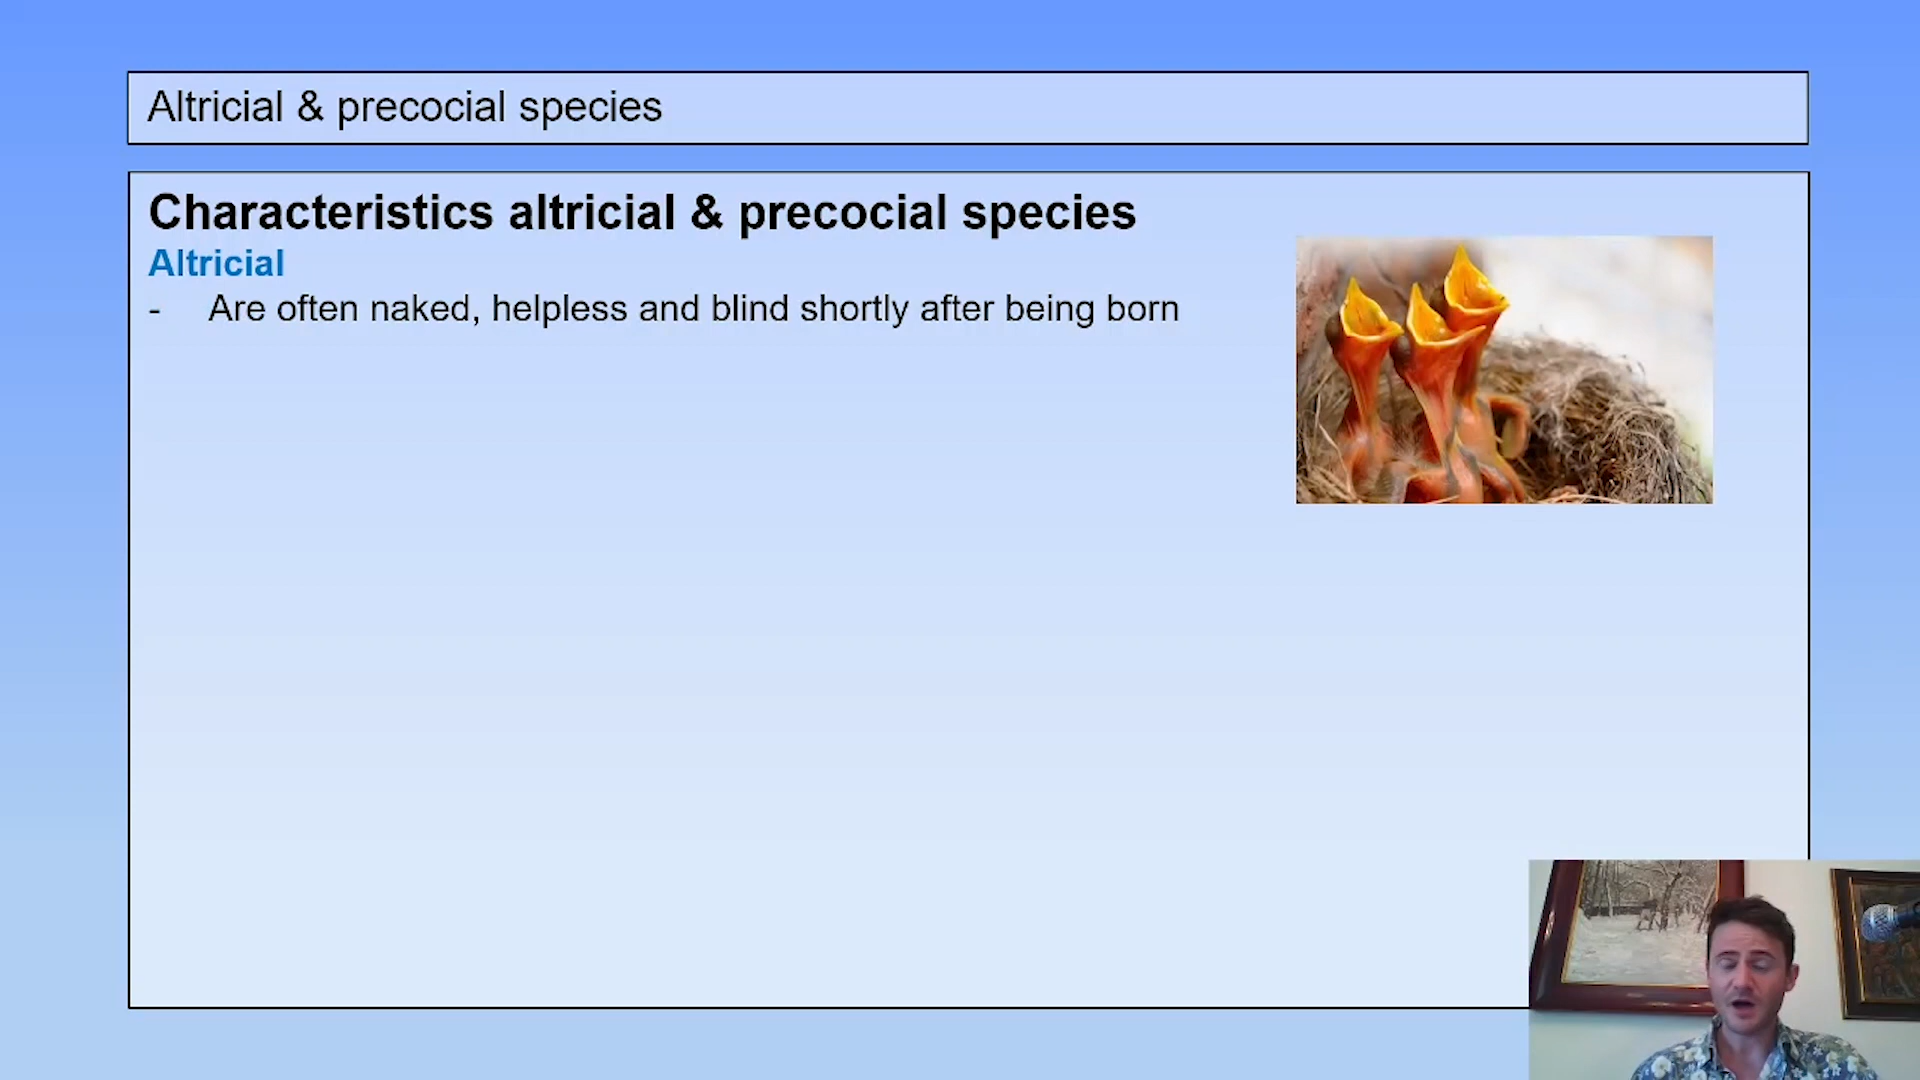 Altricial & precocial species
Characteristics altricial & precocial species
Altricial
- Are often naked, helpless and blind shortly after being born